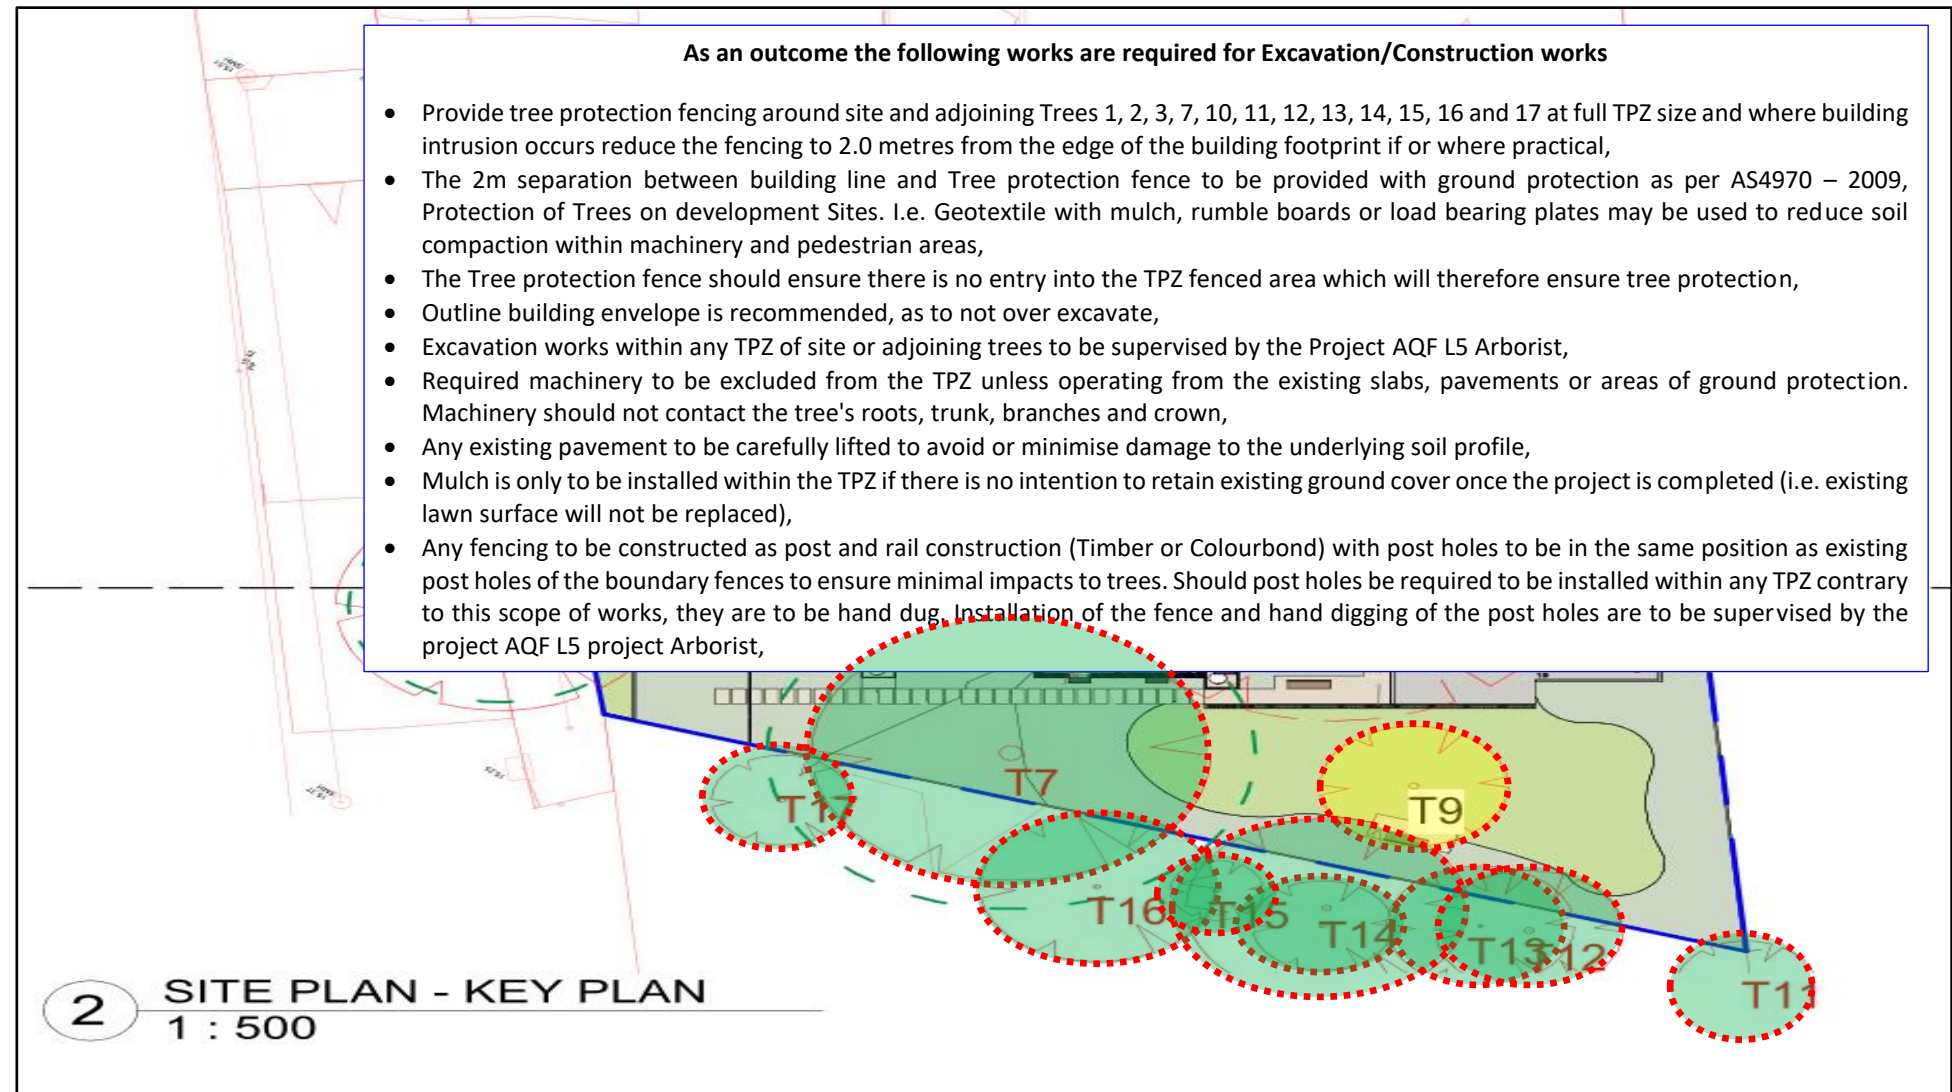 As an outcome the following works are required for Excavation/Construction works
• Provide tree protection fencing around site and adjoining Trees 1, 2, 3, 7, 10, 11, 12, 13, 14, 15, 16 and 17 at full TPZ size and where building
intrusion occurs reduce the fencing to 2.0 metres from the edge of the building footprint if or where practical,
• The 2m separation between building line and Tree protection fence to be provided with ground protection as per AS4970 – 2009,
Protection of Trees on development Sites. I.e. Geotextile with mulch, rumble boards or load bearing plates may be used to reduce soil
compaction within machinery and pedestrian areas,
• The Tree protection fence should ensure there is no entry into the TPZ fenced area which will therefore ensure tree protection,
• Outline building envelope is recommended, as to not over excavate,
• Excavation works within any TPZ of site or adjoining trees to be supervised by the Project AQF L5 Arborist,
• Required machinery to be excluded from the TPZ unless operating from the existing slabs, pavements or areas of ground protection.
Machinery should not contact the tree's roots, trunk, branches and crown,
• Any existing pavement to be carefully lifted to avoid or minimise damage to the underlying soil profile,
• Mulch is only to be installed within the TPZ if there is no intention to retain existing ground cover once the project is completed (i.e. existing
lawn surface will not be replaced),
• Any fencing to be constructed as post and rail construction (Timber or Colourbond) with post holes to be in the same position as existing
post holes of the boundary fences to ensure minimal impacts to trees. Should post holes be required to be installed within any TPZ contrary
to this scope of works, they are to be hand dug. Installation of the fence and hand digging of the post holes are to be supervised by the
project AQF L5 project Arborist,
T7
T9
T16
T15
T14
T13
T12
T11
2
SITE PLAN - KEY PLAN
1 : 500